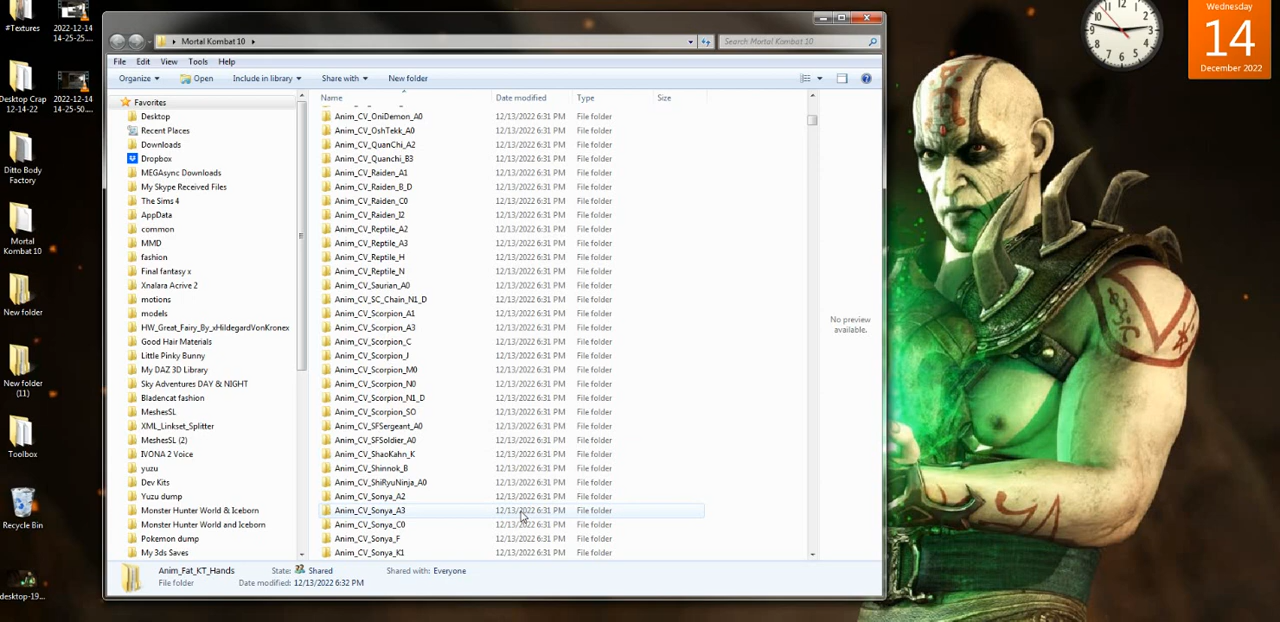 #Textures
2022-12-14
14-25-25....
Desktop Crap
12-14-22
2022-12-14
14-25-50....
Ditto Body
Factory
Mortal
Kombat 10
New folder
New folder
(11)
Toolbox
Recycle Bin
desktop-19...
Mortal Kombat 10
Search Mortal Kombat 10
File Edit View Tools Help
Organize Open Include in library Share with New folder
Name Date modified Type Size
Favorites
Desktop
Recent Places
Downloads
Dropbox
MEGAsync Downloads
My Skype Received Files
The Sims 4
AppData
common
MMD
fashion
Final fantasy x
Xnalara Acrive 2
motions
models
HW_Great_Fairy_By_xHildegardVonKronex
Good Hair Materials
Little Pinky Bunny
My DAZ 3D Library
Sky Adventures DAY & NIGHT
Bladencat fashion
MeshesSL
XML_Linkset_Splitter
MeshesSL (2)
IVONA 2 Voice
yuzu
Dev Kits
Yuzu dump
Monster Hunter World & Iceborn
Monster Hunter World and Iceborn
Pokemon dump
My 3ds Saves
Anim_CV_OniDemon_A0 12/13/2022 6:31 PM File folder
Anim_CV_OshTekk_A0 12/13/2022 6:31 PM File folder
Anim_CV_QuanChi_A2 12/13/2022 6:31 PM File folder
Anim_CV_Quanchi_B3 12/13/2022 6:31 PM File folder
Anim_CV_Raiden_A1 12/13/2022 6:31 PM File folder
Anim_CV_Raiden_B_D 12/13/2022 6:31 PM File folder
Anim_CV_Raiden_C0 12/13/2022 6:31 PM File folder
Anim_CV_Raiden_I2 12/13/2022 6:31 PM File folder
Anim_CV_Reptile_A2 12/13/2022 6:31 PM File folder
Anim_CV_Reptile_A3 12/13/2022 6:31 PM File folder
Anim_CV_Reptile_H 12/13/2022 6:31 PM File folder
Anim_CV_Reptile_N 12/13/2022 6:31 PM File folder
Anim_CV_Saurian_A0 12/13/2022 6:31 PM File folder
Anim_CV_SC_Chain_N1_D 12/13/2022 6:31 PM File folder
Anim_CV_Scorpion_A1 12/13/2022 6:31 PM File folder
Anim_CV_Scorpion_A3 12/13/2022 6:31 PM File folder
Anim_CV_Scorpion_C 12/13/2022 6:31 PM File folder
Anim_CV_Scorpion_J 12/13/2022 6:31 PM File folder
Anim_CV_Scorpion_M0 12/13/2022 6:31 PM File folder
Anim_CV_Scorpion_N0 12/13/2022 6:31 PM File folder
Anim_CV_Scorpion_N1_D 12/13/2022 6:31 PM File folder
Anim_CV_Scorpion_SO 12/13/2022 6:31 PM File folder
Anim_CV_SFSergeant_A0 12/13/2022 6:31 PM File folder
Anim_CV_SFSoldier_A0 12/13/2022 6:31 PM File folder
Anim_CV_ShaoKahn_K 12/13/2022 6:31 PM File folder
Anim_CV_Shinnok_B 12/13/2022 6:31 PM File folder
Anim_CV_ShiRyuNinja_A0 12/13/2022 6:31 PM File folder
Anim_CV_Sonya_A2 12/13/2022 6:31 PM File folder
Anim_CV_Sonya_A3 12/13/2022 6:31 PM File folder
Anim_CV_Sonya_C0 12/13/2022 6:31 PM File folder
Anim_CV_Sonya_F 12/13/2022 6:31 PM File folder
Anim_CV_Sonya_K1 12/13/2022 6:31 PM File folder
No preview
available.
Anim_Fat_KT_Hands State: Shared Shared with: Everyone
File folder Date modified: 12/13/2022 6:32 PM
Wednesday
14
December 2022